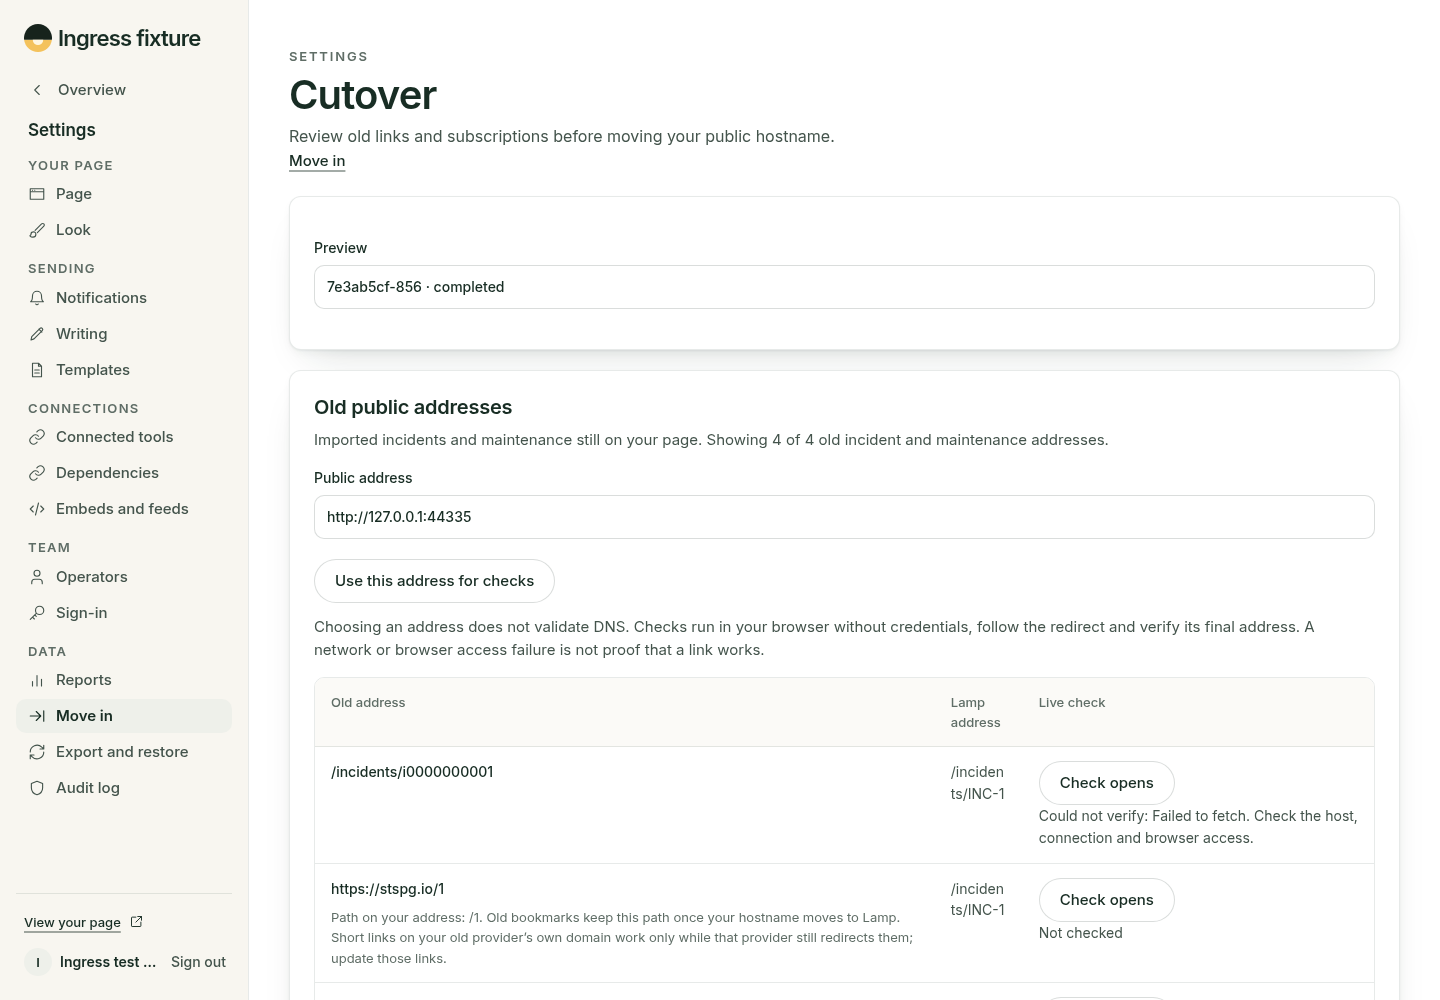 Ingress fixture
Overview
Settings
YOUR PAGE
Page
Look
SENDING
Notifications
Writing
Templates
CONNECTIONS
Connected tools
Dependencies
Embeds and feeds
TEAM
Operators
Sign-in
DATA
Reports
Move in
Export and restore
Audit log
View your page
I
Ingress test ...
Sign out
SETTINGS
Cutover
Review old links and subscriptions before moving your public hostname.
Move in
Preview
7e3ab5cf-856 · completed
Old public addresses
Imported incidents and maintenance still on your page. Showing 4 of 4 old incident and maintenance addresses.
Public address
http://127.0.0.1:44335
Use this address for checks
Choosing an address does not validate DNS. Checks run in your browser without credentials, follow the redirect and verify its final address. A
network or browser access failure is not proof that a link works.
Old address
Lamp
address
Live check
/incidents/i0000000001
/inciden
ts/INC-1
Check opens
Could not verify: Failed to fetch. Check the host,
connection and browser access.
https://stspg.io/1
Path on your address: /1. Old bookmarks keep this path once your hostname moves to Lamp.
Short links on your old provider’s own domain work only while that provider still redirects them;
update those links.
/inciden
ts/INC-1
Check opens
Not checked